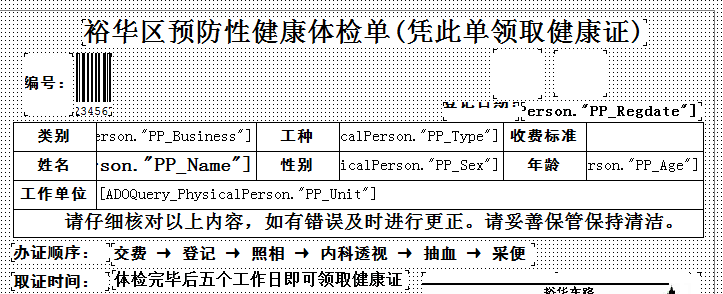 裕华区预防性健康体检单(凭此单领取健康证)
编号:
23456
登记日期 erson."PP_Regdate"]
类别 erson."PP_Business"] 工种 calPerson."PP_Type"] 收费标准
姓名 son."PP_Name"] 性别 icalPerson."PP_Sex"] 年龄 rson."PP_Age"]
工作单位 [ADOQuery_PhysicalPerson."PP_Unit"]
请仔细核对以上内容，如有错误及时进行更正。请妥善保管保持清洁。
办证顺序: 交费 → 登记 → 照相 → 内科透视 → 抽血 → 采便
取证时间: 体检完毕后五个工作日即可领取健康证
裕华东路